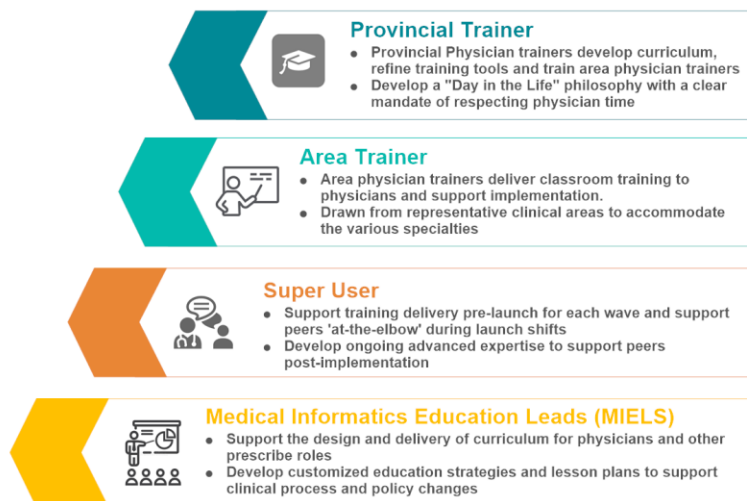 Provincial Trainer
• Provincial Physician trainers develop curriculum,
refine training tools and train area physician trainers
• Develop a "Day in the Life" philosophy with a clear
mandate of respecting physician time
Area Trainer
• Area physician trainers deliver classroom training to
physicians and support implementation.
• Drawn from representative clinical areas to accommodate
the various specialties
Super User
• Support training delivery pre-launch for each wave and support
peers 'at-the-elbow' during launch shifts
• Develop ongoing advanced expertise to support peers
post-implementation
Medical Informatics Education Leads (MIELS)
• Support the design and delivery of curriculum for physicians and other
prescribe roles
• Develop customized education strategies and lesson plans to support
clinical process and policy changes